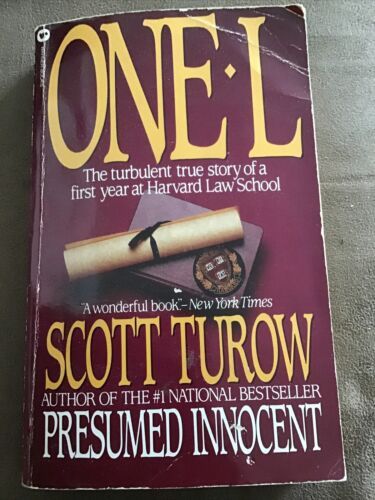 ONE·L
The turbulent true story of a
first year at Harvard Law School
"A wonderful book."–New York Times
SCOTT TUROW
AUTHOR OF THE #1 NATIONAL BESTSELLER
PRESUMED INNOCENT